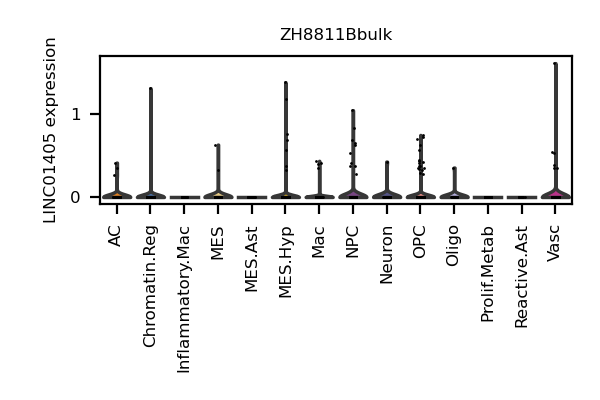 ZH8811Bbulk
LINC01405 expression
1
0
AC
Chromatin.Reg
Inflammatory.Mac
MES
MES.Ast
MES.Hyp
Mac
NPC
Neuron
OPC
Oligo
Prolif.Metab
Reactive.Ast
Vasc